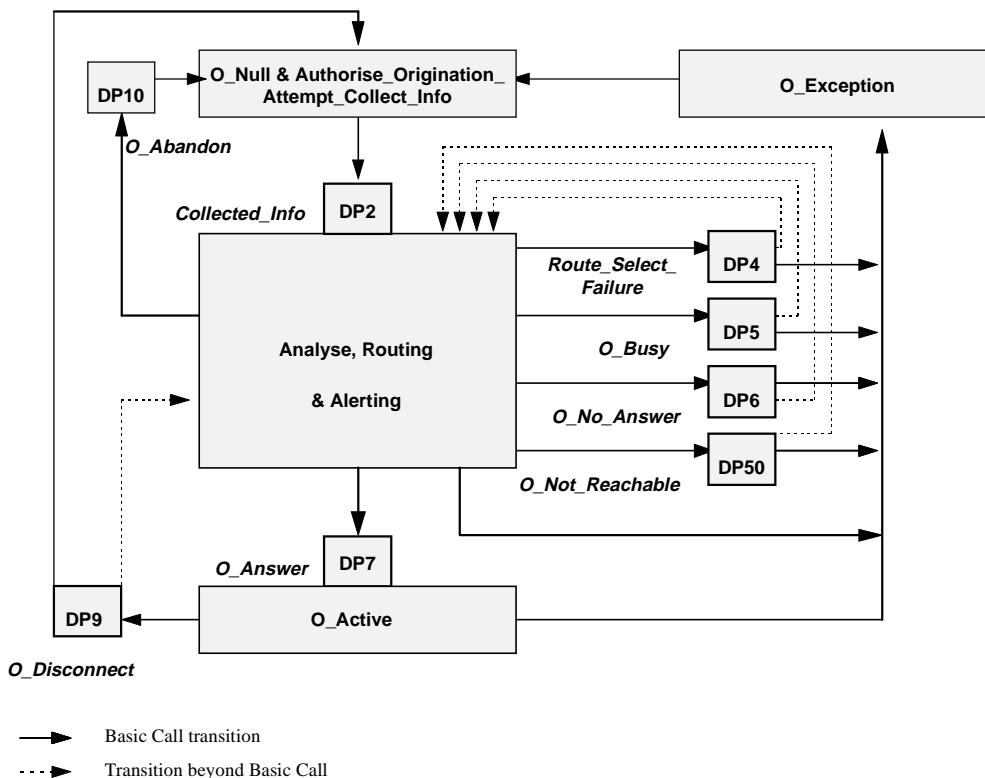 O_Null & Authorise_Origination_
Attempt_Collect_Info
O_Exception
DP10
O_Abandon
Collected_Info
DP2
Route_Select_
Failure
DP4
Analyse, Routing
& Alerting
O_Busy
DP5
O_No_Answer
DP6
O_Not_Reachable
DP50
O_Answer
DP7
DP9
O_Active
O_Disconnect
Basic Call transition
Transition beyond Basic Call